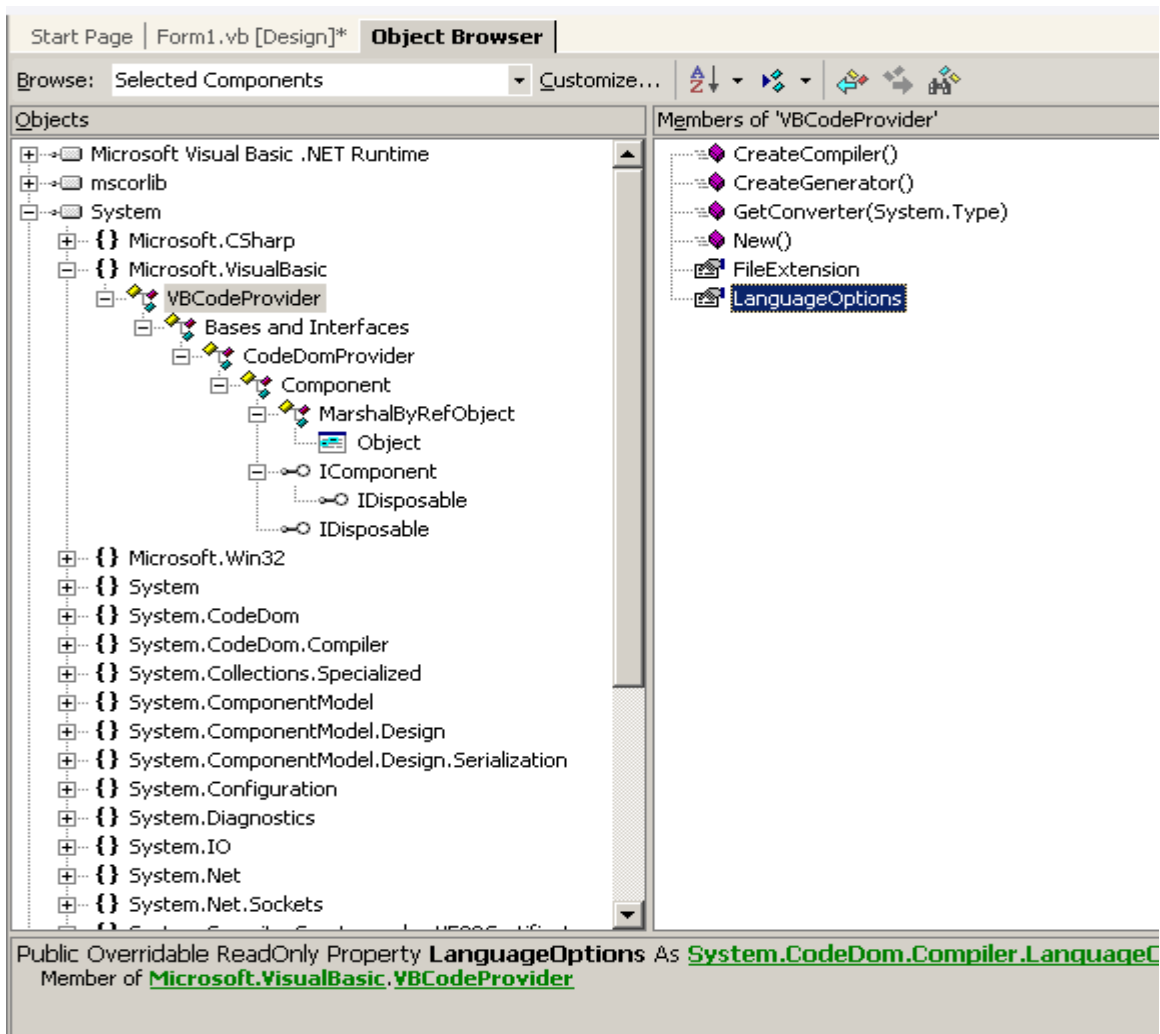 Start Page | Form1.vb [Design]* Object Browser
Browse: Selected Components Customize...
Objects
Microsoft Visual Basic .NET Runtime
mscorlib
System
{} Microsoft.CSharp
{} Microsoft.VisualBasic
VBCodeProvider
Bases and Interfaces
CodeDomProvider
Component
MarshalByRefObject
Object
IComponent
IDisposable
IDisposable
{} Microsoft.Win32
{} System
{} System.CodeDom
{} System.CodeDom.Compiler
{} System.Collections.Specialized
{} System.ComponentModel
{} System.ComponentModel.Design
{} System.ComponentModel.Design.Serialization
{} System.Configuration
{} System.Diagnostics
{} System.IO
{} System.Net
{} System.Net.Sockets
Members of 'VBCodeProvider'
CreateCompiler()
CreateGenerator()
GetConverter(System.Type)
New()
FileExtension
LanguageOptions
Public Overridable ReadOnly Property LanguageOptions As System.CodeDom.Compiler.Language
Member of Microsoft.VisualBasic.VBCodeProvider